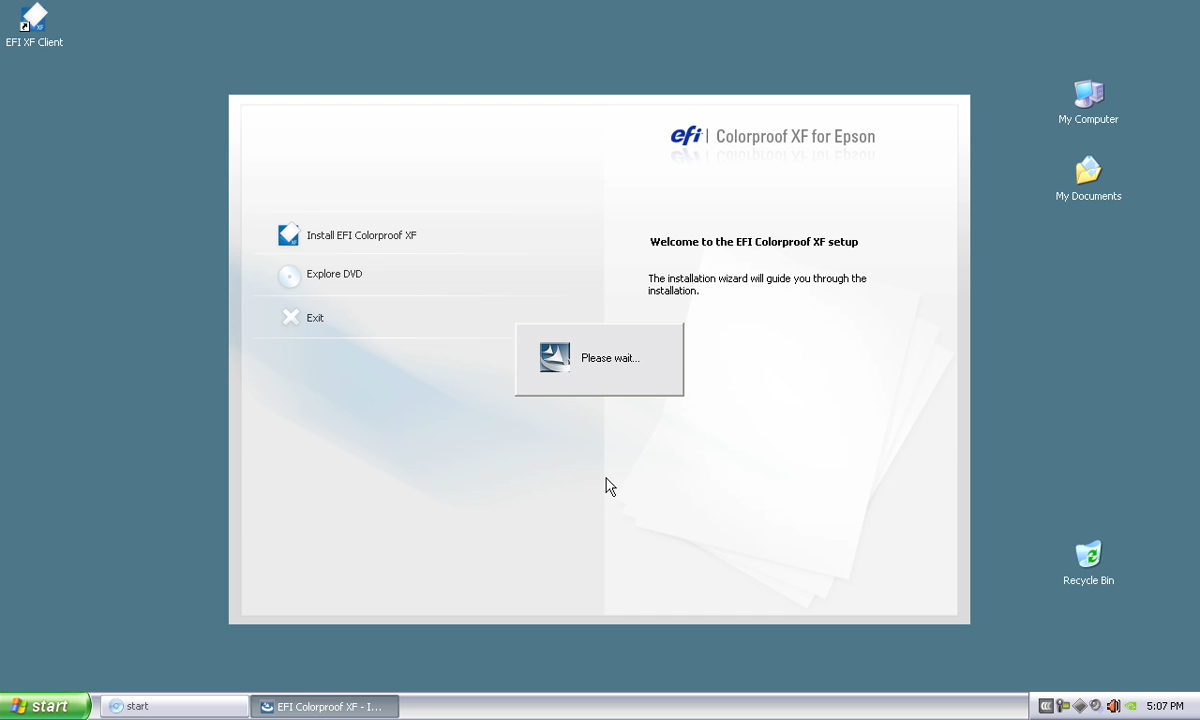 EFI XF Client
My Computer
My Documents
efi | Colorproof XF for Epson
Install EFI Colorproof XF
Explore DVD
Exit
Welcome to the EFI Colorproof XF setup
The installation wizard will guide you through the
installation.
Please wait...
Recycle Bin
start
start
EFI Colorproof XF - I...
5:07 PM